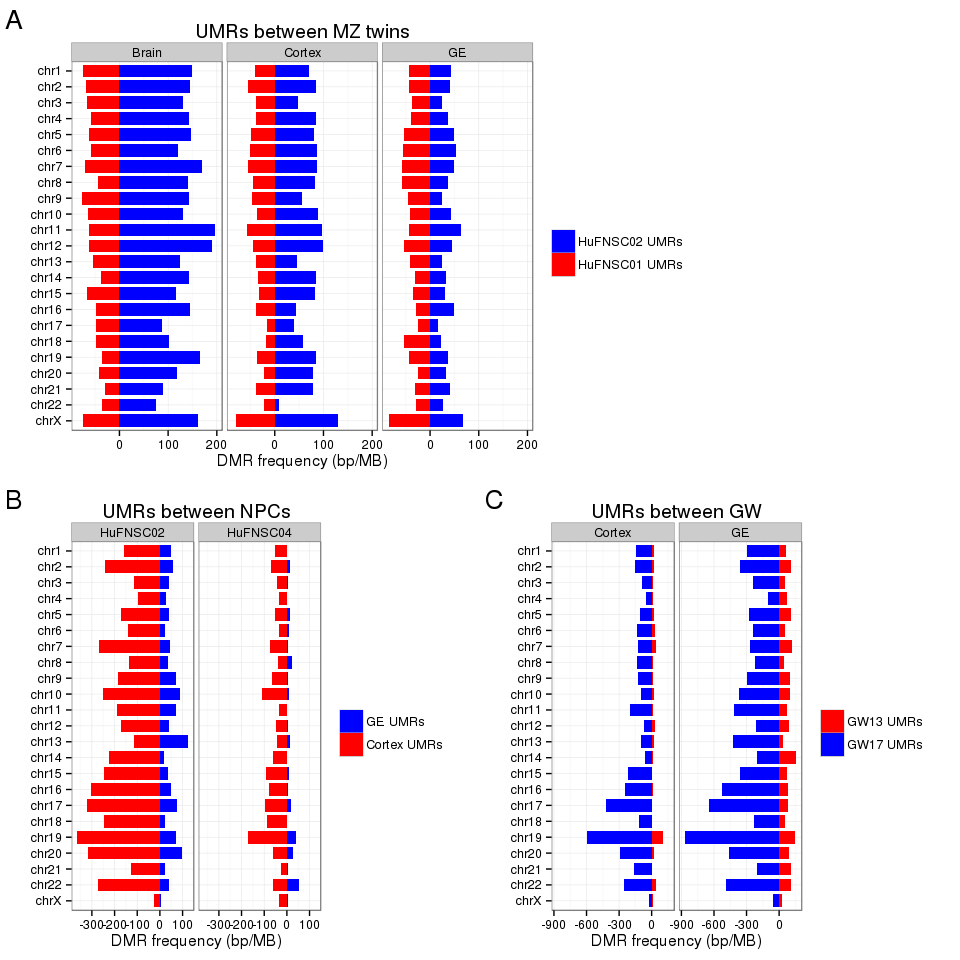 A
UMRs between MZ twins
Brain Cortex GE
chr1
chr2
chr3
chr4
chr5
chr6
chr7
chr8
chr9
chr10
chr11
chr12
chr13
chr14
chr15
chr16
chr17
chr18
chr19
chr20
chr21
chr22
chrX
0 100 200 0 100 200 0 100 200
DMR frequency (bp/MB)
HuFNSC02 UMRs
HuFNSC01 UMRs
B
UMRs between NPCs
HuFNSC02 HuFNSC04
chr1
chr2
chr3
chr4
chr5
chr6
chr7
chr8
chr9
chr10
chr11
chr12
chr13
chr14
chr15
chr16
chr17
chr18
chr19
chr20
chr21
chr22
chrX
-300 -200 -100 0 100 -300 -200 -100 0 100
DMR frequency (bp/MB)
GE UMRs
Cortex UMRs
C
UMRs between GW
Cortex GE
chr1
chr2
chr3
chr4
chr5
chr6
chr7
chr8
chr9
chr10
chr11
chr12
chr13
chr14
chr15
chr16
chr17
chr18
chr19
chr20
chr21
chr22
chrX
-900 -600 -300 0 -900 -600 -300 0
DMR frequency (bp/MB)
GW13 UMRs
GW17 UMRs